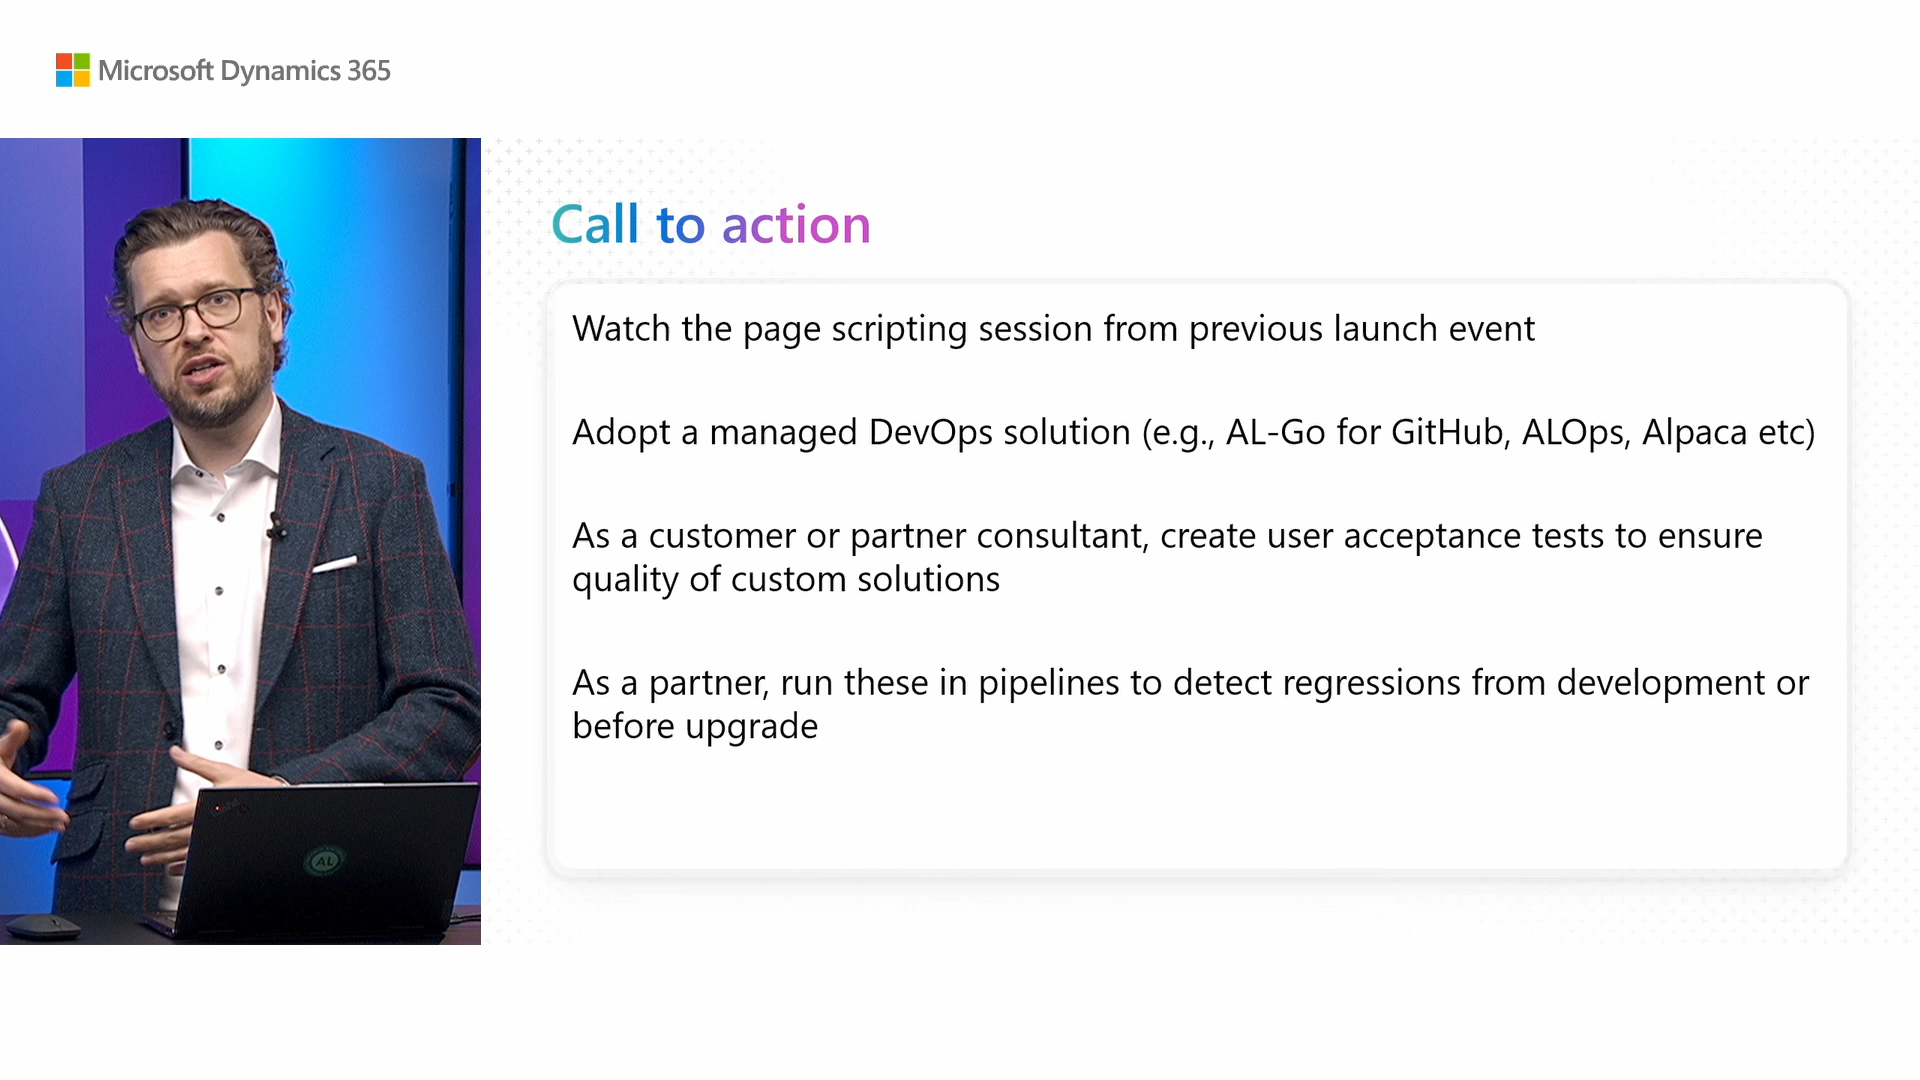 Microsoft Dynamics 365
Call to action
Watch the page scripting session from previous launch event
Adopt a managed DevOps solution (e.g., AL-Go for GitHub, ALOps, Alpaca etc)
As a customer or partner consultant, create user acceptance tests to ensure
quality of custom solutions
As a partner, run these in pipelines to detect regressions from development or
before upgrade
AL